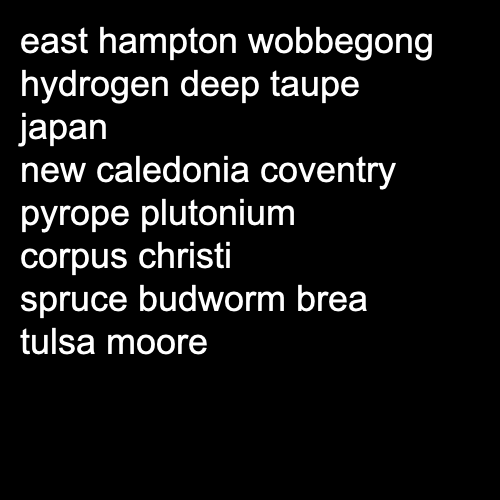 east hampton wobbegong
hydrogen deep taupe
japan
new caledonia coventry
pyrope plutonium
corpus christi
spruce budworm brea
tulsa moore